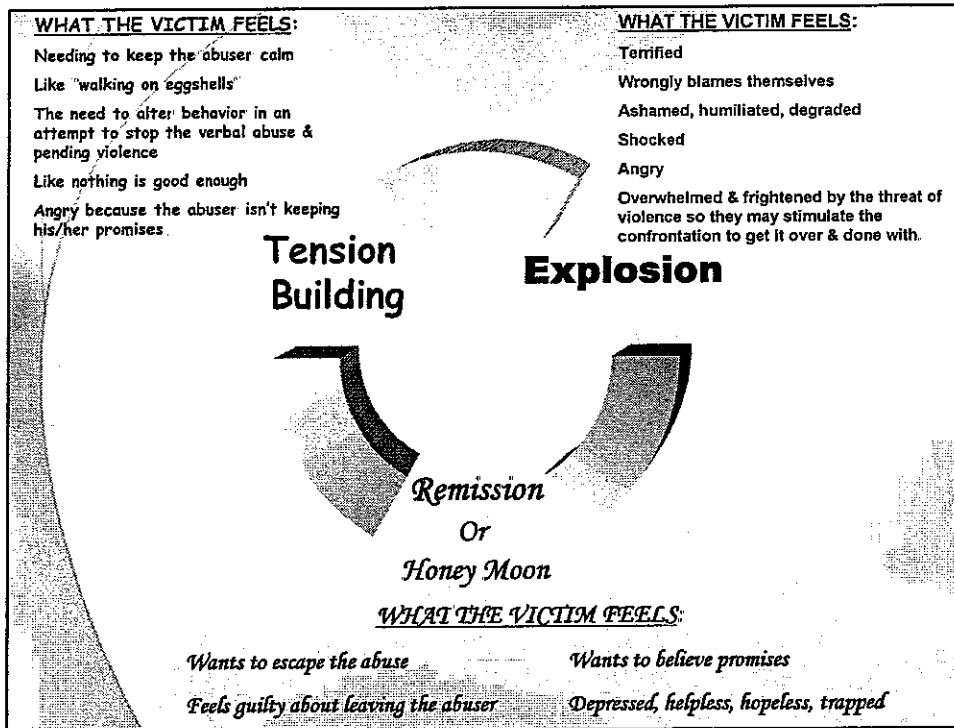 WHAT THE VICTIM FEELS:
Needing to keep the abuser calm
Like "walking on eggshells"
The need to alter behavior in an
attempt to stop the verbal abuse &
pending violence
Like nothing is good enough
Angry because the abuser isn't keeping
his/her promises
WHAT THE VICTIM FEELS:
Terrified
Wrongly blames themselves
Ashamed, humiliated, degraded
Shocked
Angry
Overwhelmed & frightened by the threat of
violence so they may stimulate the
confrontation to get it over & done with.
Tension
Building
Explosion
Remission
Or
Honey Moon
WHAT THE VICTIM FEELS:
Wants to escape the abuse
Wants to believe promises
Feels guilty about leaving the abuser
Depressed, helpless, hopeless, trapped